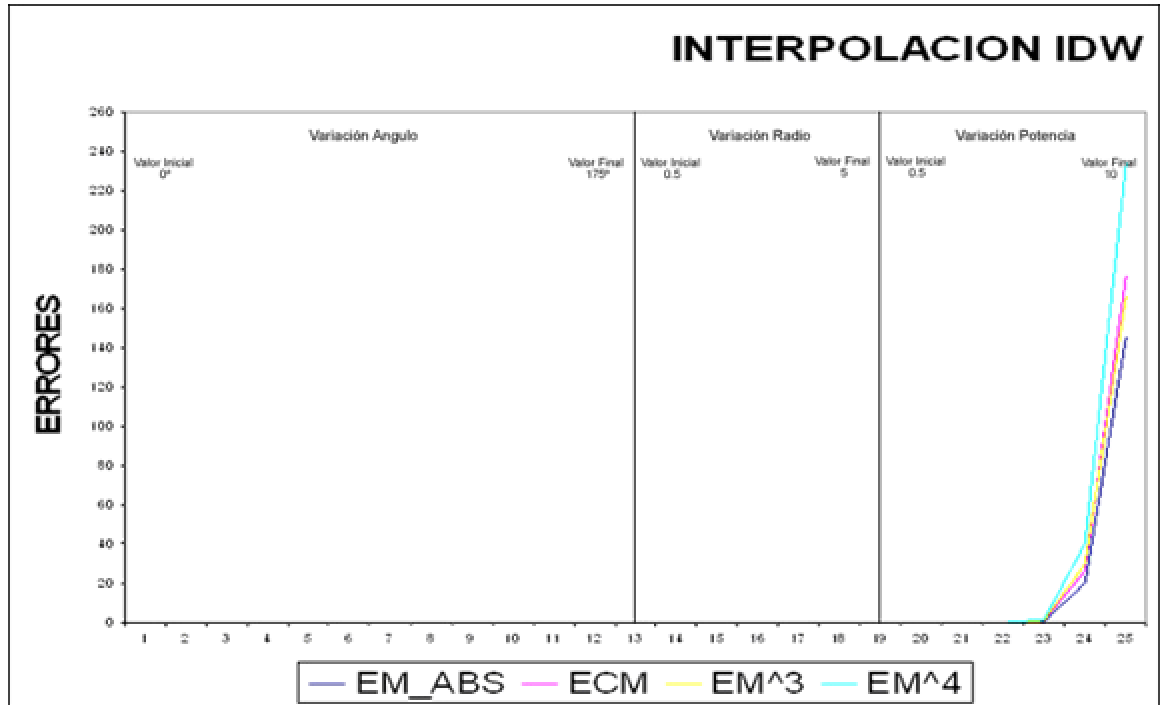 INTERPOLACION IDW
Variación Angulo
Variación Radio
Variación Potencia
Valor Inicial
0°
Valor Final
175°
Valor Inicial
0.5
Valor Final
5
Valor Inicial
0.5
Valor Final
10
ERRORES
260
240
220
200
180
160
140
120
100
80
60
40
20
0
1 2 3 4 5 6 7 8 9 10 11 12 13 14 15 16 17 18 19 20 21 22 23 24 25
EM_ABS ECM EM^3 EM^4